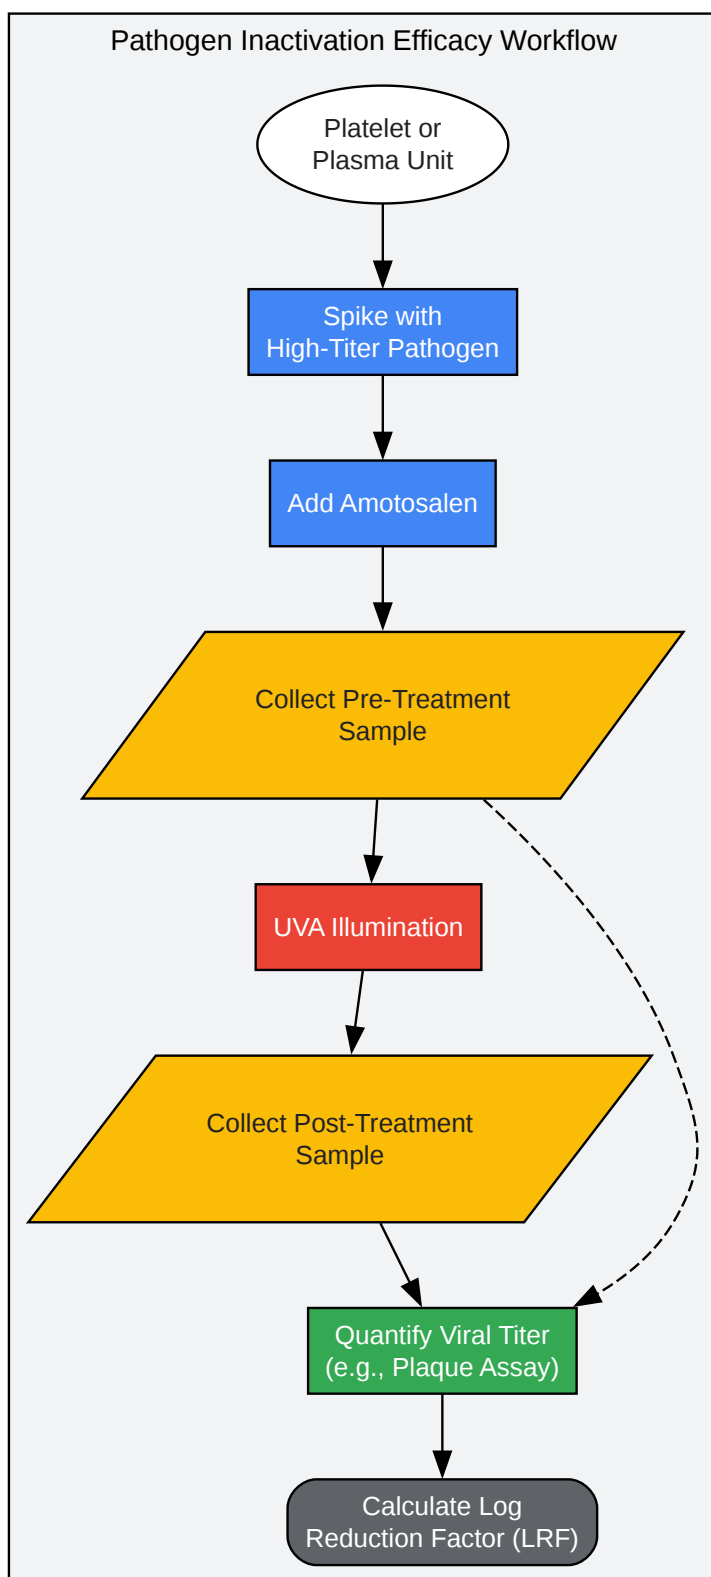 Pathogen Inactivation Efficacy Workflow
Platelet or
Plasma Unit
Spike with
High-Titer Pathogen
Add Amotosalen
Collect Pre-Treatment
Sample
UVA Illumination
Collect Post-Treatment
Sample
Quantify Viral Titer
(e.g., Plaque Assay)
Calculate Log
Reduction Factor (LRF)